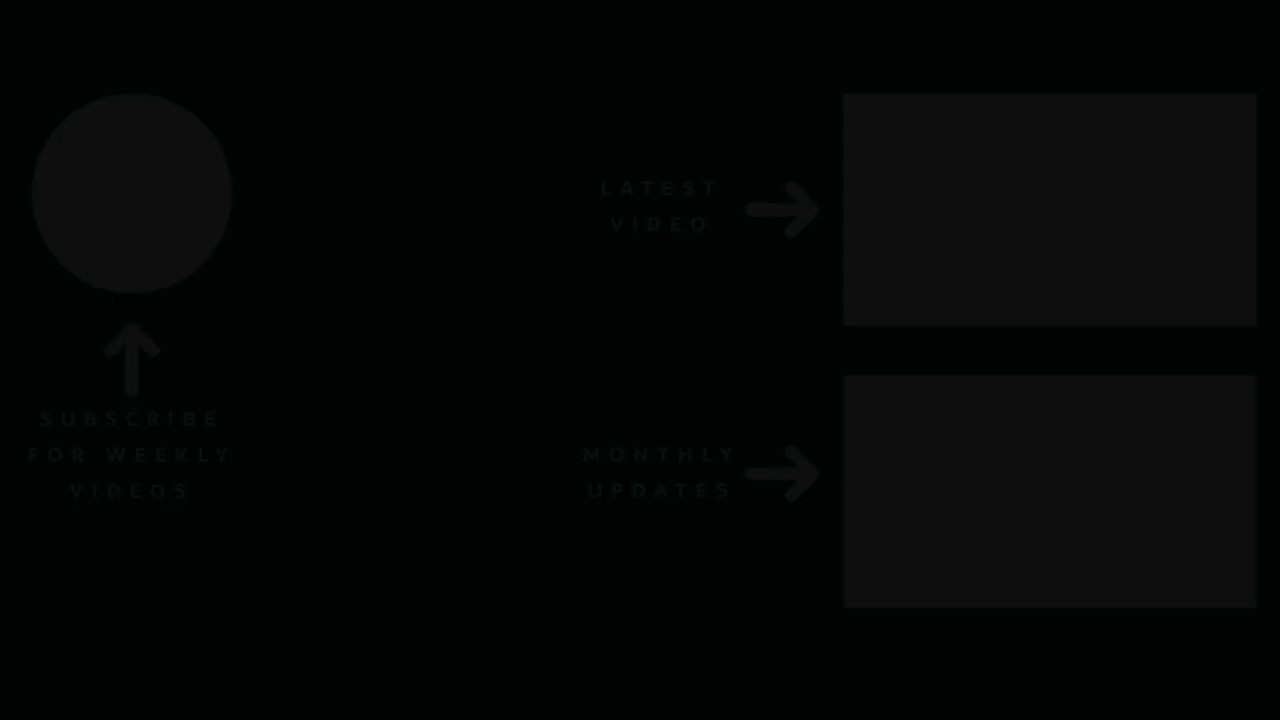 LATEST
VIDEO
SUBSCRIBE
FOR WEEKLY
VIDEOS
MONTHLY
UPDATES